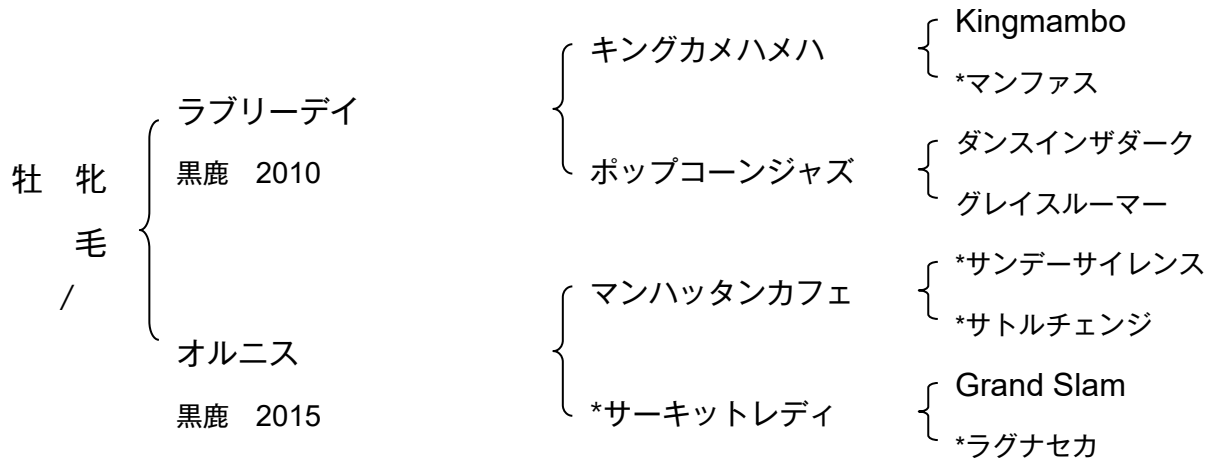 牡 牝
毛
/
ラブリーデイ
黒鹿 2010
オルニス
黒鹿 2015
キングカメハメハ
ポップコーンジャズ
マンハッタンカフェ
*サーキットレディ
Kingmambo
*マンファス
ダンスインザダーク
グレイスルーマー
*サンデーサイレンス
*サトルチェンジ
Grand Slam
*ラグナセカ